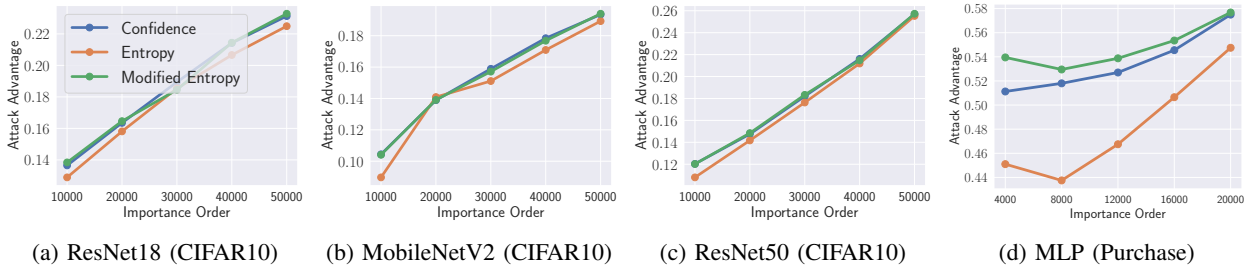 Confidence
Entropy
Modified Entropy
Attack Advantage
0.22
0.20
0.18
0.16
0.14
10000 20000 30000 40000 50000
Importance Order
(a) ResNet18 (CIFAR10)
Attack Advantage
0.18
0.16
0.14
0.12
0.10
10000 20000 30000 40000 50000
Importance Order
(b) MobileNetV2 (CIFAR10)
Attack Advantage
0.26
0.24
0.22
0.20
0.18
0.16
0.14
0.12
10000 20000 30000 40000 50000
Importance Order
(c) ResNet50 (CIFAR10)
Attack Advantage
0.58
0.56
0.54
0.52
0.50
0.48
0.46
0.44
4000 8000 12000 16000 20000
Importance Order
(d) MLP (Purchase)